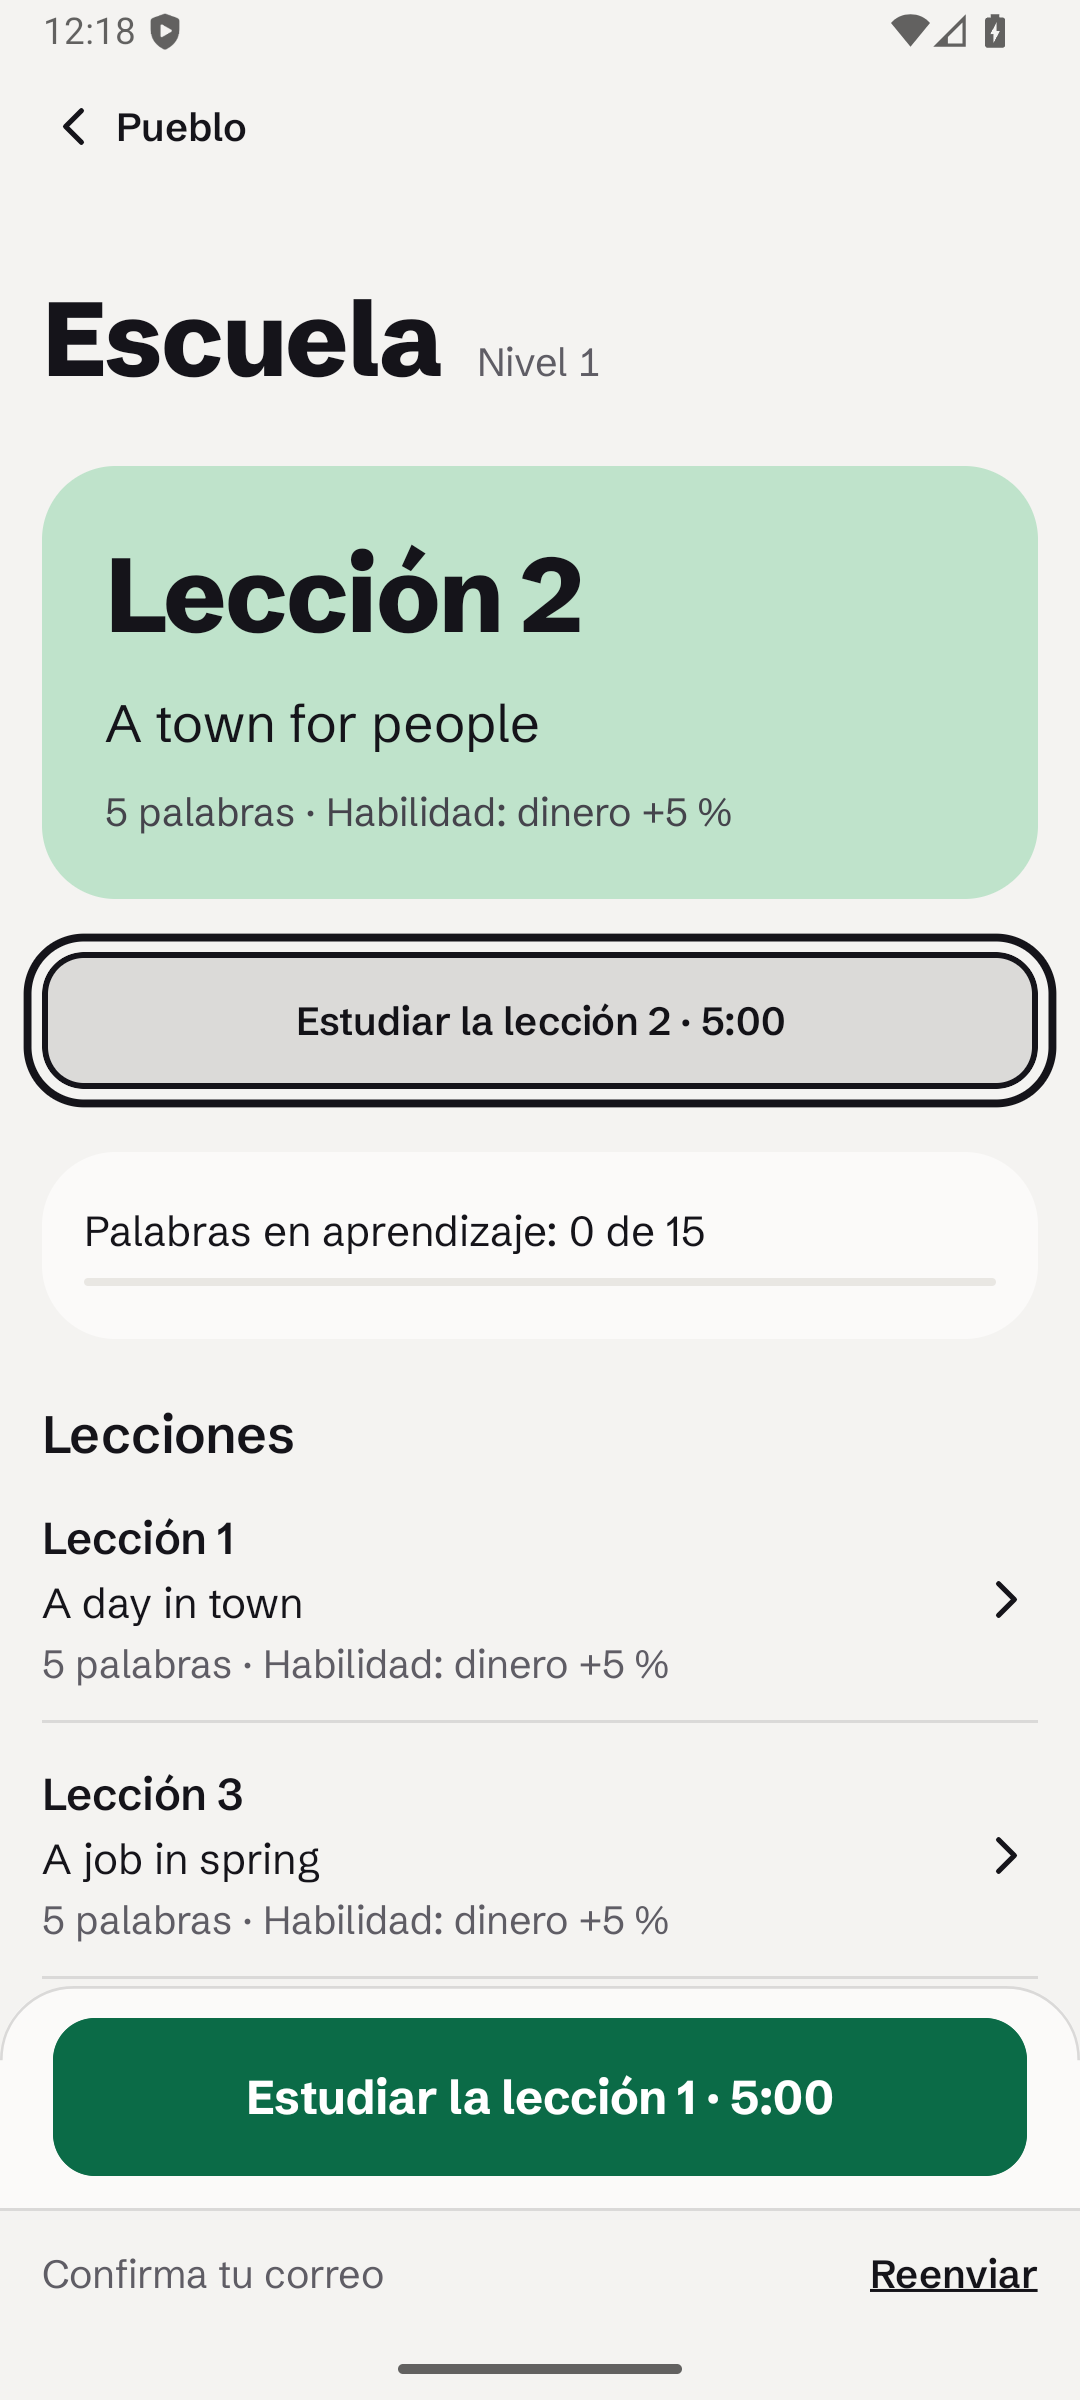 12:18
Pueblo
Escuela Nivel 1
Lección 2
A town for people
5 palabras · Habilidad: dinero +5 %
Estudiar la lección 2 · 5:00
Palabras en aprendizaje: 0 de 15
Lecciones
Lección 1
A day in town
5 palabras · Habilidad: dinero +5 %
Lección 3
A job in spring
5 palabras · Habilidad: dinero +5 %
Estudiar la lección 1 · 5:00
Confirma tu correo Reenviar